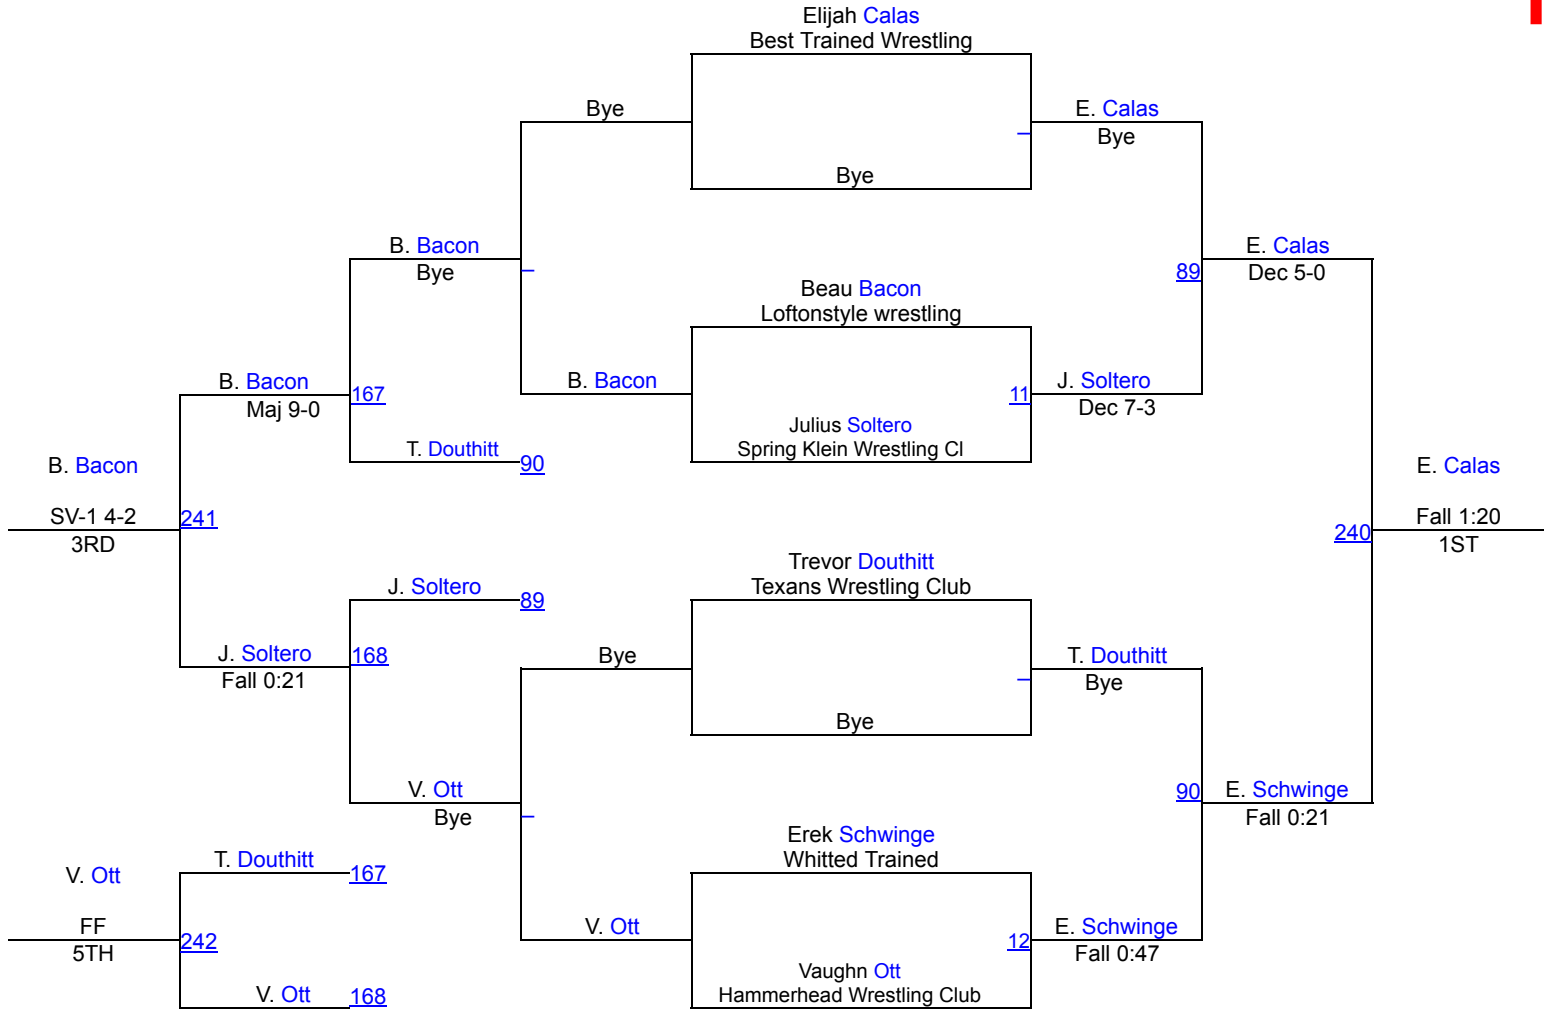 Elijah Calas
Best Trained Wrestling
Bye
E. Calas
Bye
Bye
B. Bacon
Bye
E. Calas
89
Dec 5-0
Beau Bacon
Loftonstyle wrestling
B. Bacon
Maj 9-0
167
B. Bacon
11
J. Soltero
Dec 7-3
Julius Soltero
Spring Klein Wrestling Cl
T. Douthitt
90
B. Bacon
SV-1 4-2
3RD
241
E. Calas
Fall 1:20
1ST
240
Trevor Douthitt
Texans Wrestling Club
J. Soltero
89
J. Soltero
Fall 0:21
168
Bye
T. Douthitt
Bye
Bye
V. Ott
Bye
90
E. Schwinge
Fall 0:21
Erek Schwinge
Whitted Trained
T. Douthitt
167
V. Ott
FF
5TH
242
V. Ott
12
E. Schwinge
Fall 0:47
Vaughn Ott
Hammerhead Wrestling Club
V. Ott
168